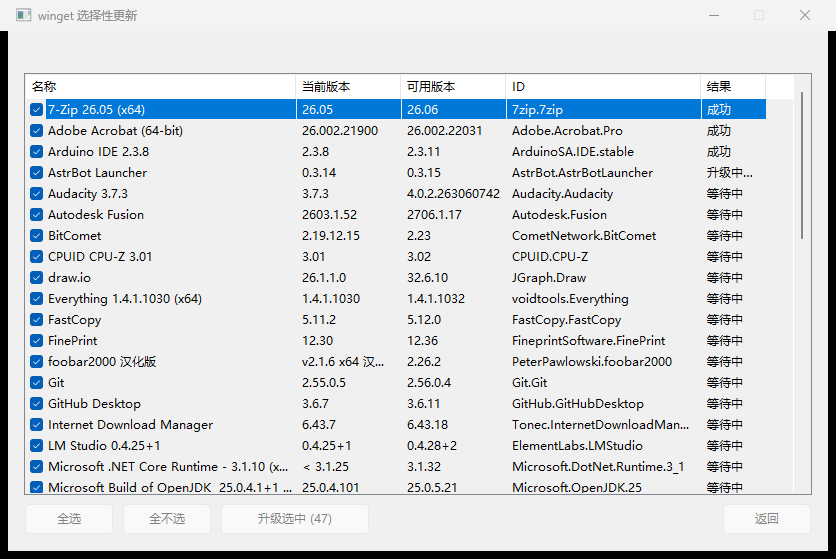 winget 选择性更新
名称 当前版本 可用版本 ID 结果
7-Zip 26.05 (x64) 26.05 26.06 7zip.7zip 成功
Adobe Acrobat (64-bit) 26.002.21900 26.002.22031 Adobe.Acrobat.Pro 成功
Arduino IDE 2.3.8 2.3.8 2.3.11 ArduinoSA.IDE.stable 成功
AstrBot Launcher 0.3.14 0.3.15 AstrBot.AstrBotLauncher 升级中...
Audacity 3.7.3 3.7.3 4.0.2.263060742 Audacity.Audacity 等待中
Autodesk Fusion 2603.1.52 2706.1.17 Autodesk.Fusion 等待中
BitComet 2.19.12.15 2.23 CometNetwork.BitComet 等待中
CPUID CPU-Z 3.01 3.01 3.02 CPUID.CPU-Z 等待中
draw.io 26.1.1.0 32.6.10 JGraph.Draw 等待中
Everything 1.4.1.1030 (x64) 1.4.1.1030 1.4.1.1032 voidtools.Everything 等待中
FastCopy 5.11.2 5.12.0 FastCopy.FastCopy 等待中
FinePrint 12.30 12.36 FineprintSoftware.FinePrint 等待中
foobar2000 汉化版 v2.1.6 x64 汉... 2.26.2 PeterPawlowski.foobar2000 等待中
Git 2.55.0.5 2.56.0.4 Git.Git 等待中
GitHub Desktop 3.6.7 3.6.11 GitHub.GitHubDesktop 等待中
Internet Download Manager 6.43.7 6.43.18 Tonec.InternetDownloadMan... 等待中
LM Studio 0.4.25+1 0.4.25+1 0.4.28+2 ElementLabs.LMStudio 等待中
Microsoft .NET Core Runtime - 3.1.10 (x... < 3.1.25 3.1.32 Microsoft.DotNet.Runtime.3_1 等待中
Microsoft Build of OpenJDK 25.0.4.1+1 ... 25.0.4.101 25.0.5.21 Microsoft.OpenJDK.25 等待中
全选 全不选 升级选中 (47) 返回